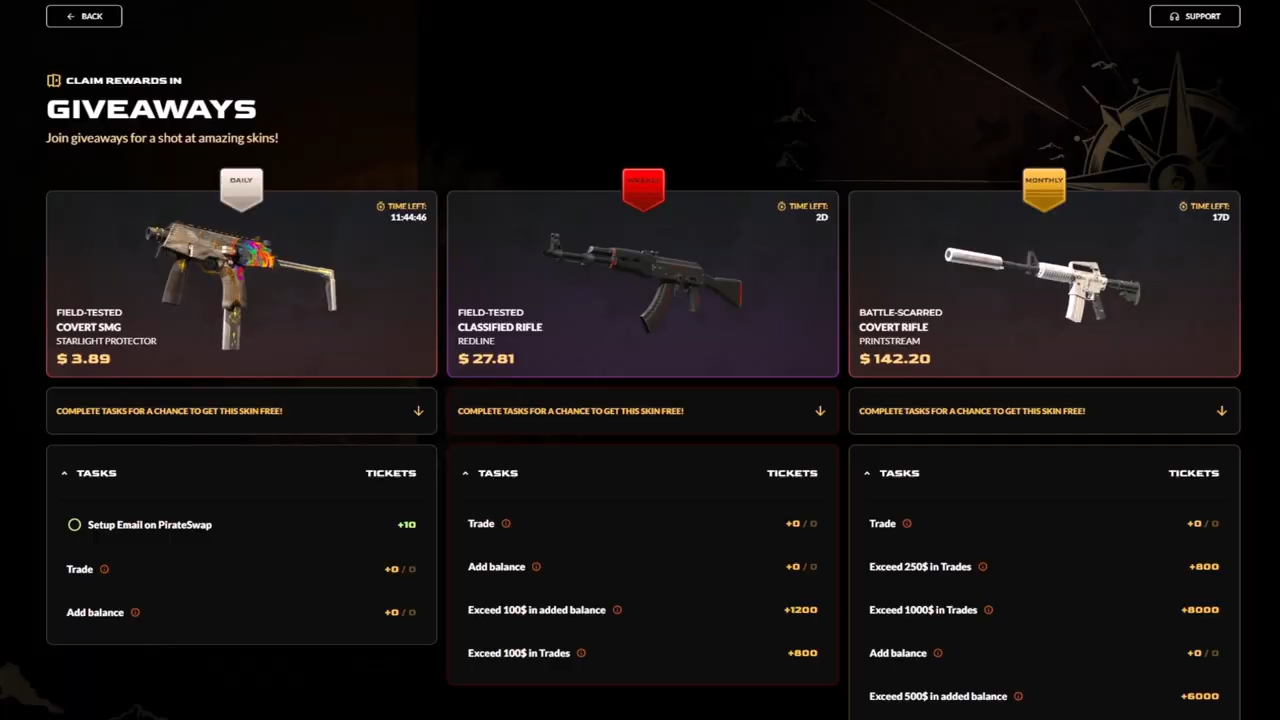 BACK
SUPPORT
CLAIM REWARDS IN
GIVEAWAYS
Join giveaways for a shot at amazing skins!
DAILY
TIME LEFT:
11:44:46
FIELD-TESTED
COVERT SMG
STARLIGHT PROTECTOR
$ 3.89
WEEKLY
TIME LEFT:
2D
FIELD-TESTED
CLASSIFIED RIFLE
REDLINE
$ 27.81
MONTHLY
TIME LEFT:
17D
BATTLE-SCARRED
COVERT RIFLE
PRINTSTREAM
$ 142.20
COMPLETE TASKS FOR A CHANCE TO GET THIS SKIN FREE!
COMPLETE TASKS FOR A CHANCE TO GET THIS SKIN FREE!
COMPLETE TASKS FOR A CHANCE TO GET THIS SKIN FREE!
TASKS TICKETS
Setup Email on PirateSwap +10
Trade +0 / 0
Add balance +0 / 0
TASKS TICKETS
Trade +0 / 0
Add balance +0 / 0
Exceed 100$ in added balance +1200
Exceed 100$ in Trades +800
TASKS TICKETS
Trade +0 / 0
Exceed 250$ in Trades +800
Exceed 1000$ in Trades +8000
Add balance +0 / 0
Exceed 500$ in added balance +6000